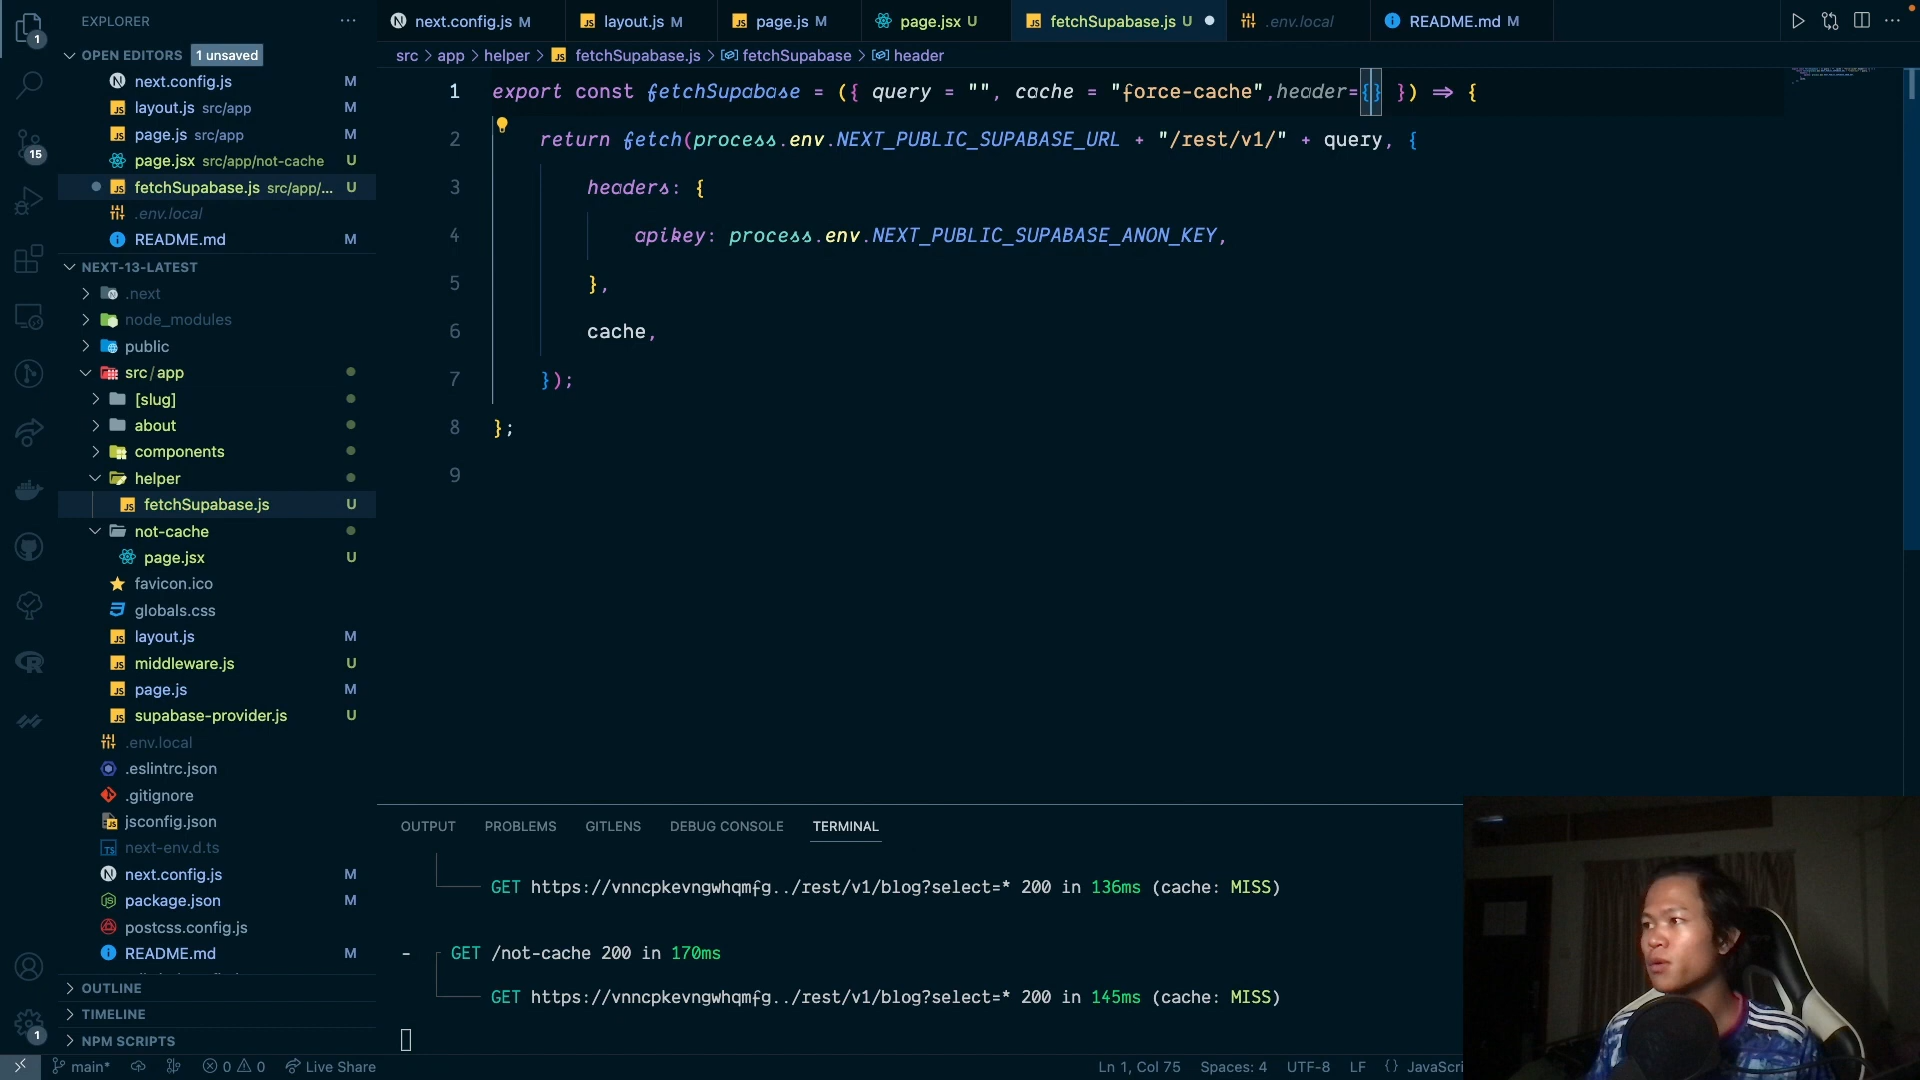 EXPLORER
OPEN EDITORS 1 unsaved
next.config.js M
layout.js src/app M
page.js src/app M
page.jsx src/app/not-cache U
fetchSupabase.js src/app/... U
.env.local
README.md M
NEXT-13-LATEST
.next
node_modules
public
src/app
[slug]
about
components
helper
fetchSupabase.js U
not-cache
page.jsx U
favicon.ico
globals.css
layout.js M
middleware.js U
page.js M
supabase-provider.js U
.env.local
.eslintrc.json
.gitignore
jsconfig.json
next-env.d.ts
next.config.js M
package.json M
postcss.config.js
README.md M
OUTLINE
TIMELINE
NPM SCRIPTS
1
15
1
next.config.js M layout.js M page.js M page.jsx U fetchSupabase.js U .env.local README.md M
src > app > helper > fetchSupabase.js > fetchSupabase > header
1 export const fetchSupabase = ({ query = "", cache = "force-cache",header={} }) => {
2 return fetch(process.env.NEXT_PUBLIC_SUPABASE_URL + "/rest/v1/" + query, {
3 headers: {
4 apikey: process.env.NEXT_PUBLIC_SUPABASE_ANON_KEY,
5 },
6 cache,
7 });
8 };
9
OUTPUT PROBLEMS GITLENS DEBUG CONSOLE TERMINAL
GET https://vnncpkevngwhqmfg../rest/v1/blog?select=* 200 in 136ms (cache: MISS)
- GET /not-cache 200 in 170ms
GET https://vnncpkevngwhqmfg../rest/v1/blog?select=* 200 in 145ms (cache: MISS)
main* 0 0 Live Share Ln 1, Col 75 Spaces: 4 UTF-8 LF {} JavaScri